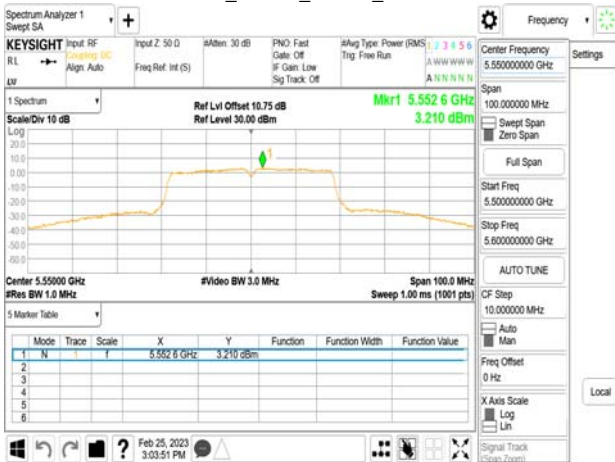 Spectrum Analyzer 1
Swept SA
+
Frequency
KEYSIGHT
RL
Input: RF
Coupling: DC
Align: Auto
Input Z: 50 Ω
Freq Ref: Int (S)
#Atten: 30 dB
PNO: Fast
Gate: Off
IF Gain: Low
Sig Track: Off
#Avg Type: Power (RMS
Trig: Free Run
1 2 3 4 5 6
A W W W W W
A N N N N N
Center Frequency
5.550000000 GHz
Settings
1 Spectrum
Scale/Div 10 dB
Ref Lvl Offset 10.75 dB
Ref Level 30.00 dBm
Mkr1 5.552 6 GHz
3.210 dBm
Span
100.000000 MHz
Swept Span
Zero Span
Full Span
Start Freq
5.500000000 GHz
Stop Freq
5.600000000 GHz
AUTO TUNE
CF Step
10.000000 MHz
Auto
Man
Freq Offset
0 Hz
X Axis Scale
Log
Lin
Local
Signal Track
(Span Zoom)
Log
20.0
10.0
0.00
-10.0
-20.0
-30.0
-40.0
-50.0
-60.0
1
Center 5.55000 GHz
#Res BW 1.0 MHz
#Video BW 3.0 MHz
Span 100.0 MHz
Sweep 1.00 ms (1001 pts)
5 Marker Table
Mode Trace Scale X Y Function Function Width Function Value
1 N 1 f 5.552 6 GHz 3.210 dBm
2
3
4
5
6
?
Feb 25, 2023
3:03:51 PM